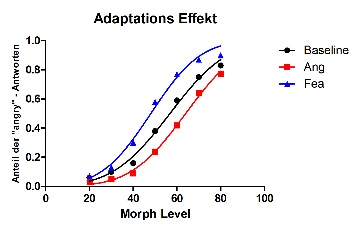 Adaptations Effekt
Anteil der "angry" - Antworten
1.0
0.8
0.6
0.4
0.2
0.0
0 20 40 60 80 100
Morph Level
Baseline
Ang
Fea